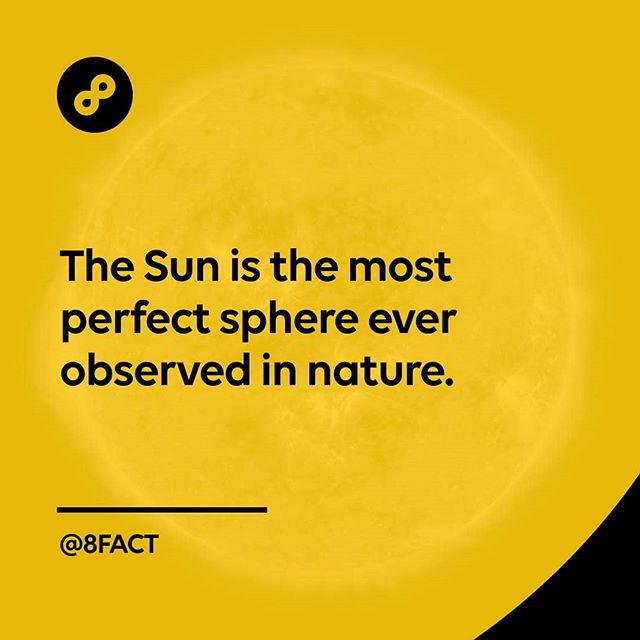 The Sun is the most
perfect sphere ever
observed in nature.
@8FACT